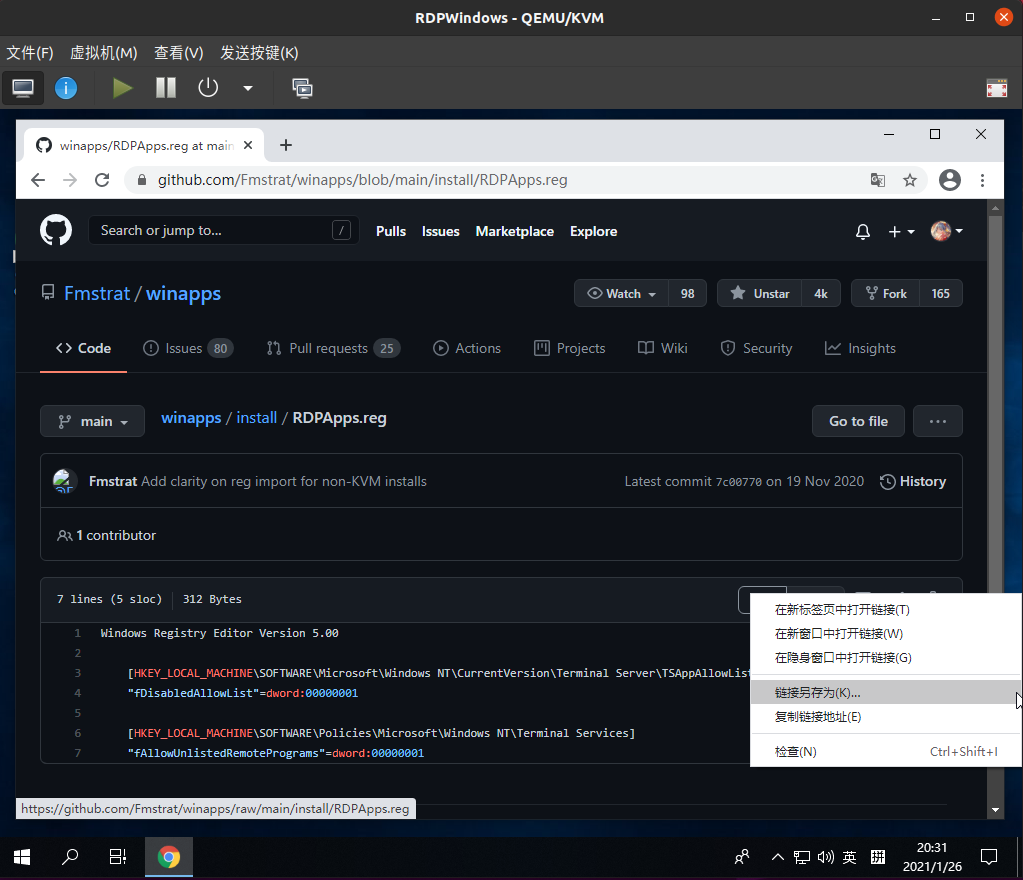 RDPWindows - QEMU/KVM
文件(F) 虚拟机(M) 查看(V) 发送按键(K)
winapps/RDPApps.reg at main
github.com/Fmstrat/winapps/blob/main/install/RDPApps.reg
Search or jump to... / Pulls Issues Marketplace Explore
Fmstrat / winapps Watch 98 Unstar 4k Fork 165
Code Issues 80 Pull requests 25 Actions Projects Wiki Security Insights
main winapps / install / RDPApps.reg Go to file ...
Fmstrat Add clarity on reg import for non-KVM installs Latest commit 7c00770 on 19 Nov 2020 History
1 contributor
7 lines (5 sloc) 312 Bytes
1 Windows Registry Editor Version 5.00
2
3 [HKEY_LOCAL_MACHINE\SOFTWARE\Microsoft\Windows NT\CurrentVersion\Terminal Server\TSAppAllowList
4 "fDisabledAllowList"=dword:00000001
5
6 [HKEY_LOCAL_MACHINE\SOFTWARE\Policies\Microsoft\Windows NT\Terminal Services]
7 "fAllowUnlistedRemotePrograms"=dword:00000001
在新标签页中打开链接(T)
在新窗口中打开链接(W)
在隐身窗口中打开链接(G)
链接另存为(K)...
复制链接地址(E)
检查(N) Ctrl+Shift+I
https://github.com/Fmstrat/winapps/raw/main/install/RDPApps.reg
英 拼 20:31
2021/1/26